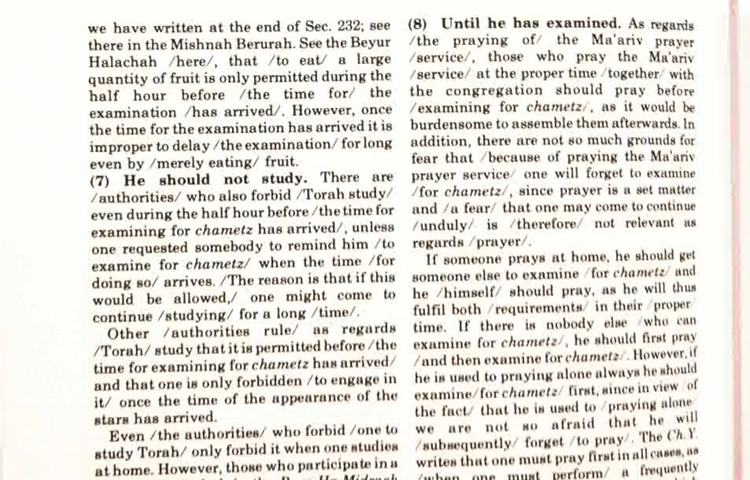 we have written at the end of Sec. 232; see
there in the Mishnah Berurah. See the Beyur
Halachah /here/, that /to eat/ a large
quantity of fruit is only permitted during the
half hour before /the time for/ the
examination /has arrived/. However, once
the time for the examination has arrived it is
improper to delay /the examination/ for long
even by /merely eating/ fruit.
(7) He should not study. There are
/authorities/ who also forbid /Torah study/
even during the half hour before /the time for
examining for chametz has arrived/, unless
one requested somebody to remind him /to
examine for chametz/ when the time /for
doing so/ arrives. /The reason is that if this
would be allowed,/ one might come to
continue /studying/ for a long /time/.
Other /authorities rule/ as regards
/Torah/ study that it is permitted before /the
time for examining for chametz has arrived/
and that one is only forbidden /to engage in
it/ once the time of the appearance of the
stars has arrived.
Even /the authorities/ who forbid /one to
study Torah/ only forbid it when one studies
at home. However, those who participate in a
(8) Until he has examined. As regards
/the praying of/ the Ma'ariv prayer
/service/, those who pray the Ma'ariv
/service/ at the proper time /together/ with
the congregation should pray before
/examining for chametz/, as it would be
burdensome to assemble them afterwards. In
addition, there are not so much grounds for
fear that /because of praying the Ma'ariv
prayer service/ one will forget to examine
/for chametz/, since prayer is a set matter
and /a fear/ that one may come to continue
/unduly/ is /therefore/ not relevant as
regards /prayer/.
If someone prays at home, he should get
someone else to examine /for chametz/ and
he /himself/ should pray, as he will thus
fulfil both /requirements/ in their /proper/
time. If there is nobody else /who can
examine for chametz/, he should first pray
/and then examine for chametz/. However, if
he is used to praying alone always he should
examine/for chametz/ first, since in view /of
the fact/ that he is used to /praying alone/
we are not so afraid that he will
/subsequently/ forget /to pray/. The Ch.Y.
writes that one must pray first in all cases, as
/when one must perform/ a frequently